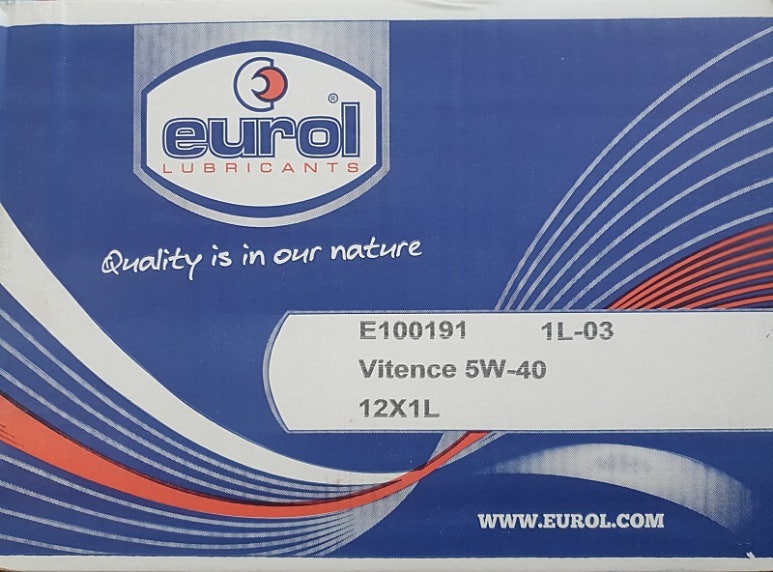 eurol®
LUBRICANTS
Quality is in our nature
E100191 1L-03
Vitence 5W-40
12X1L
WWW.EUROL.COM